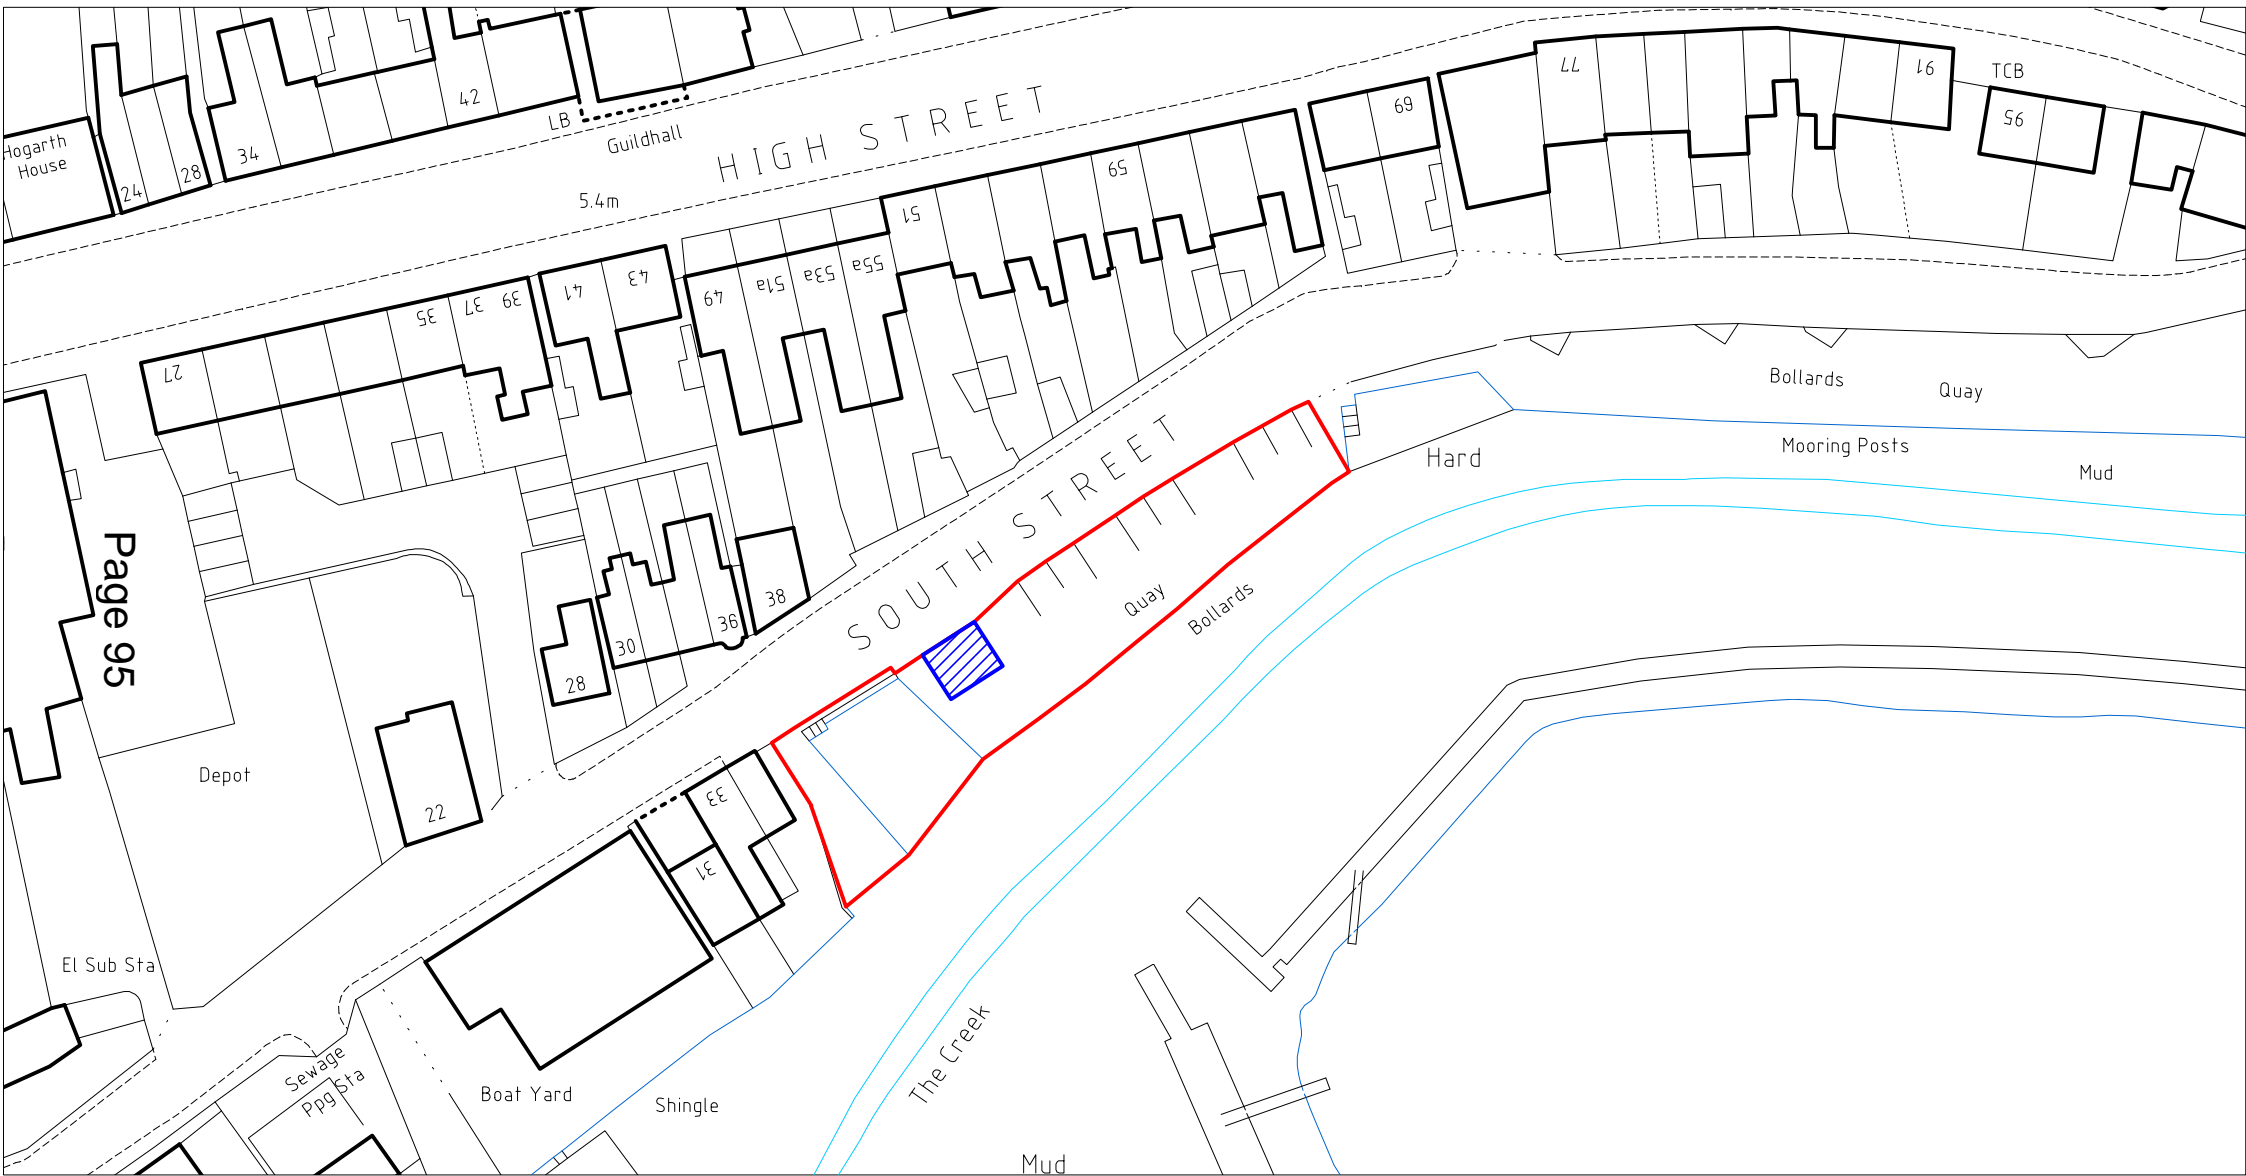 Hogarth
House
24
28
34
42
LB
Guildhall
HIGH STREET
5.4m
69
77
91
TCB
95
59
51
27
35
37
39
41
43
49
51a
53a
55a
Bollards
Quay
Mooring Posts
Mud
Hard
SOUTH STREET
Quay
Bollards
Page 95
28
30
36
38
Depot
22
33
31
El Sub Sta
Sewage
Ppg Sta
Boat Yard
Shingle
The Creek
Mud